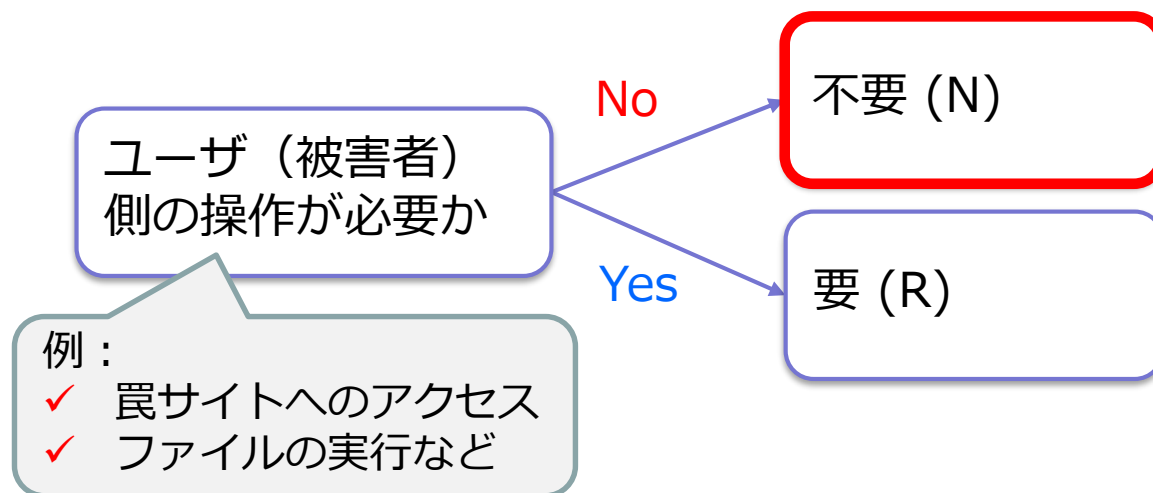 No
不要 (N)
ユーザ（被害者）
側の操作が必要か
Yes
要 (R)
例：
✓ 罠サイトへのアクセス
✓ ファイルの実行など